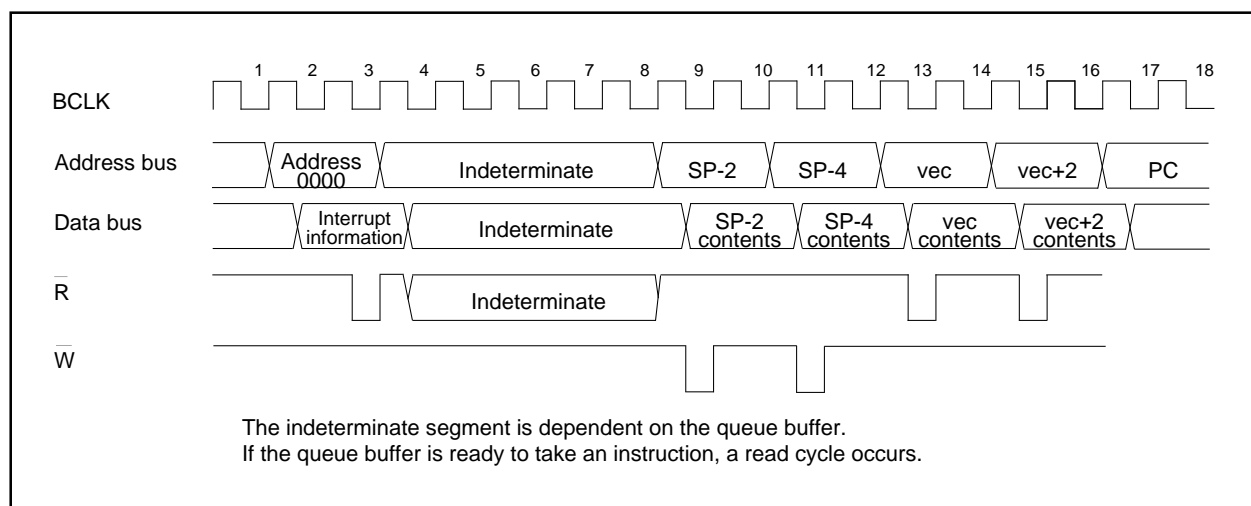 1 2 3 4 5 6 7 8 9 10 11 12 13 14 15 16 17 18
BCLK
Address bus
Address
0000
Indeterminate
SP-2
SP-4
vec
vec+2
PC
Data bus
Interrupt
information
Indeterminate
SP-2
contents
SP-4
contents
vec
contents
vec+2
contents
R̅
Indeterminate
W̅
The indeterminate segment is dependent on the queue buffer.
If the queue buffer is ready to take an instruction, a read cycle occurs.